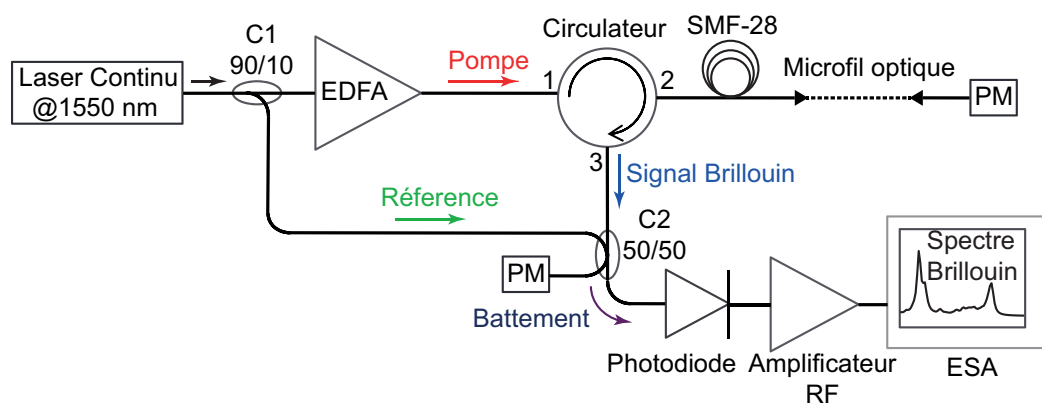 Circulateur
SMF-28
C1
90/10
Pompe
Microfil optique
Laser Continu
@1550 nm
EDFA
1
2
PM
3
Signal Brillouin
Réference
C2
50/50
PM
Battement
Spectre
Brillouin
Photodiode
Amplificateur
RF
ESA